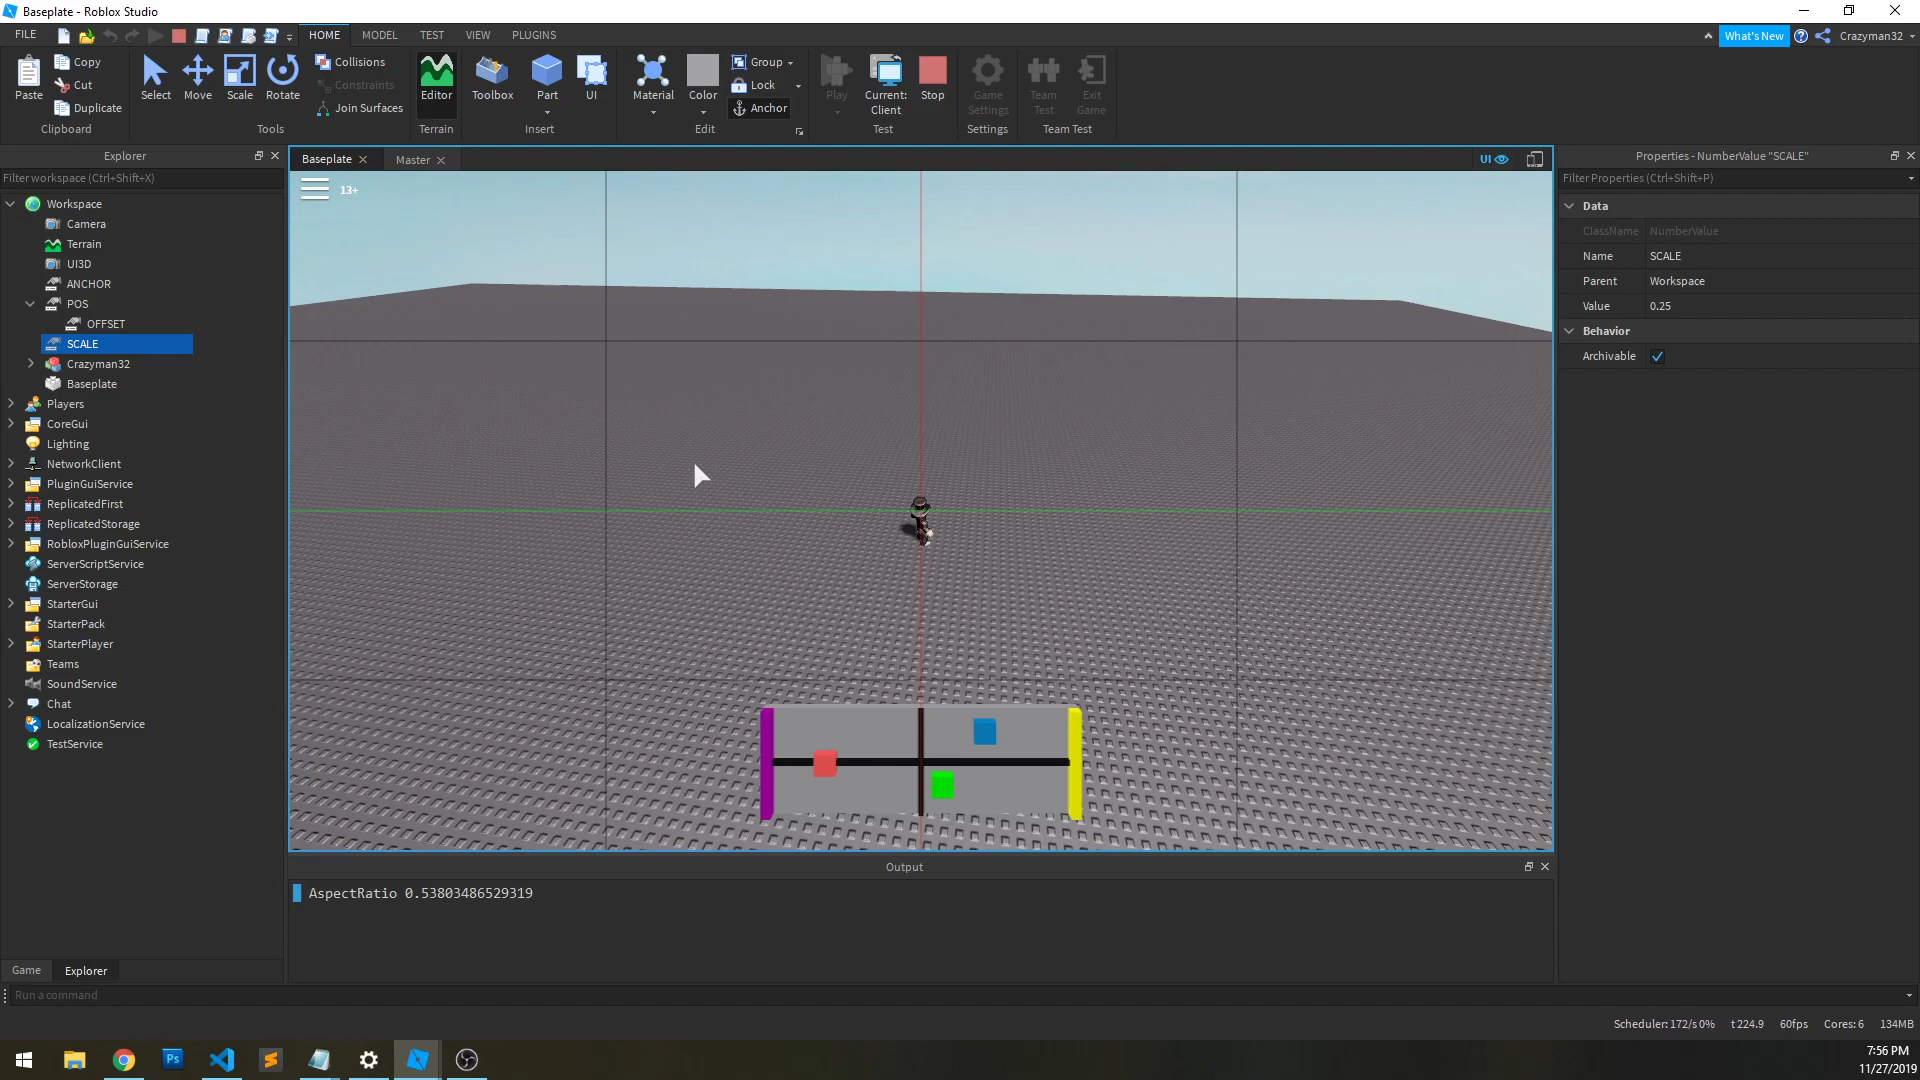 Baseplate - Roblox Studio
FILE
HOME
MODEL
TEST
VIEW
PLUGINS
What's New
Crazyman32
Paste
Copy
Cut
Duplicate
Clipboard
Select
Move
Scale
Rotate
Collisions
Constraints
Join Surfaces
Tools
Editor
Terrain
Toolbox
Part
UI
Insert
Material
Color
Group
Lock
Anchor
Edit
Play
Current:
Client
Stop
Test
Game
Settings
Settings
Team
Test
Exit
Game
Team Test
Explorer
Filter workspace (Ctrl+Shift+X)
Workspace
Camera
Terrain
UI3D
ANCHOR
POS
OFFSET
SCALE
Crazyman32
Baseplate
Players
CoreGui
Lighting
NetworkClient
PluginGuiService
ReplicatedFirst
ReplicatedStorage
RobloxPluginGuiService
ServerScriptService
ServerStorage
StarterGui
StarterPack
StarterPlayer
Teams
SoundService
Chat
LocalizationService
TestService
Game
Explorer
Baseplate
Master
UI
13+
Output
AspectRatio 0.53803486529319
Properties - NumberValue "SCALE"
Filter Properties (Ctrl+Shift+P)
Data
ClassName NumberValue
Name SCALE
Parent Workspace
Value 0.25
Behavior
Archivable
Run a command
Scheduler: 172/s 0% t 224.9 60fps Cores: 6 134MB
Ps
7:56 PM
11/27/2019